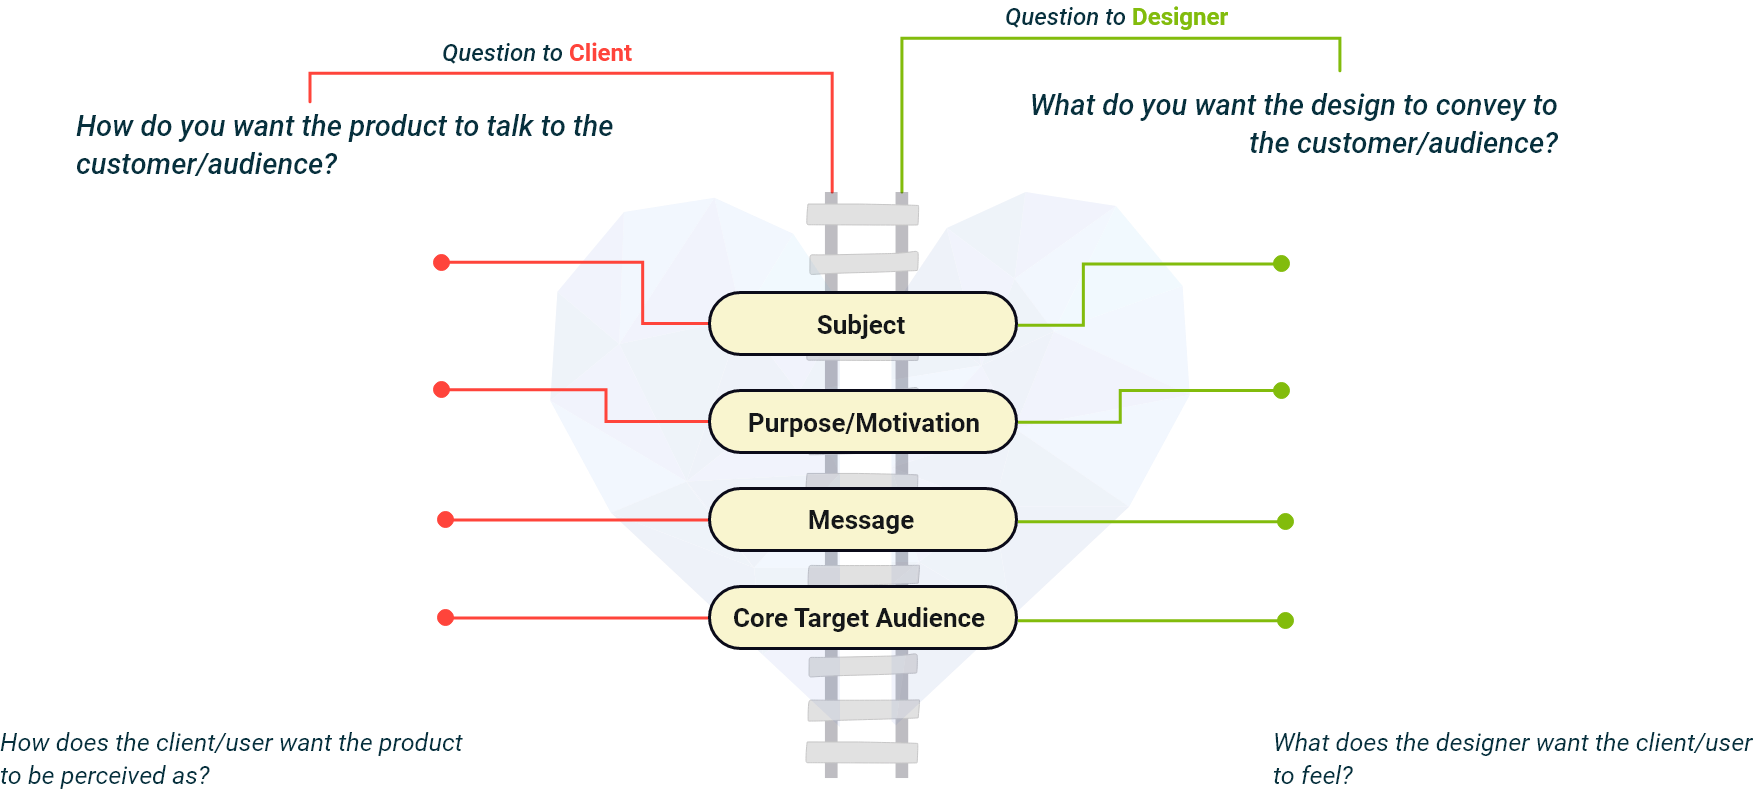 Question to Designer
Question to Client
How do you want the product to talk to the
customer/audience?
What do you want the design to convey to
the customer/audience?
Subject
Purpose/Motivation
Message
Core Target Audience
How does the client/user want the product
to be perceived as?
What does the designer want the client/user
to feel?